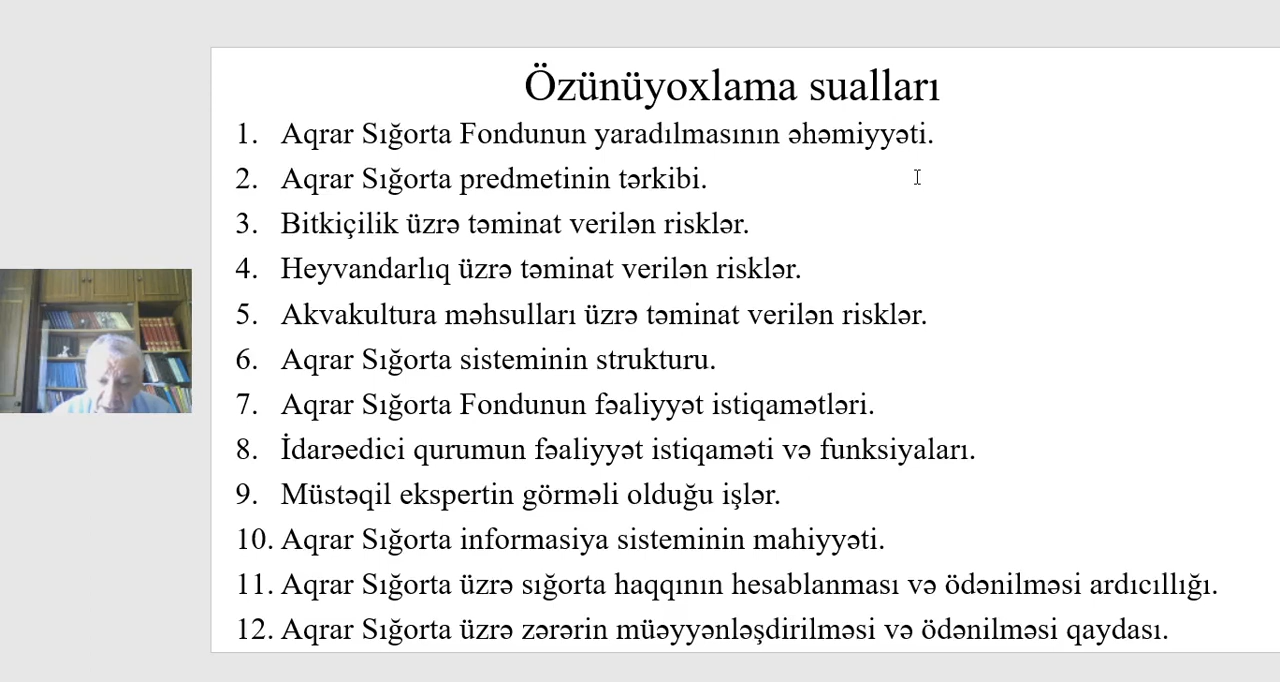 Özünüyoxlama sualları
1. Aqrar Sığorta Fondunun yaradılmasının əhəmiyyəti.
2. Aqrar Sığorta predmetinin tərkibi.
3. Bitkiçilik üzrə təminat verilən risklər.
4. Heyvandarlıq üzrə təminat verilən risklər.
5. Akvakultura məhsulları üzrə təminat verilən risklər.
6. Aqrar Sığorta sisteminin strukturu.
7. Aqrar Sığorta Fondunun fəaliyyət istiqamətləri.
8. İdarəedici qurumun fəaliyyət istiqaməti və funksiyaları.
9. Müstəqil ekspertin görməli olduğu işlər.
10. Aqrar Sığorta informasiya sisteminin mahiyyəti.
11. Aqrar Sığorta üzrə sığorta haqqının hesablanması və ödənilməsi ardıcıllığı.
12. Aqrar Sığorta üzrə zərərin müəyyənləşdirilməsi və ödənilməsi qaydası.